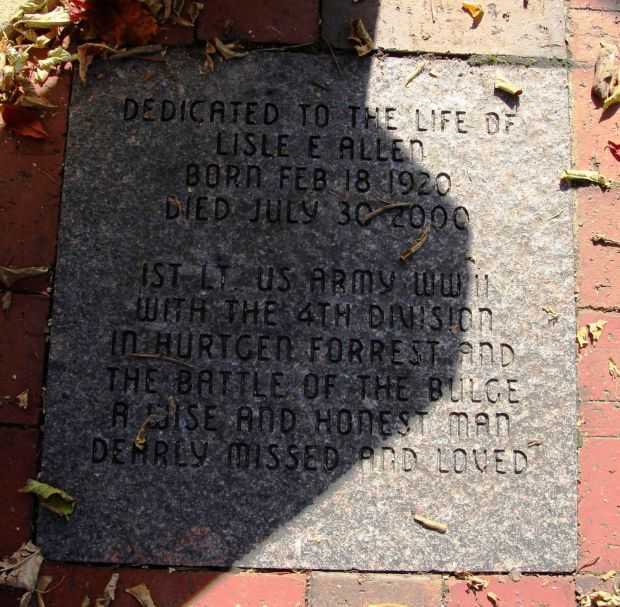 DEDICATED TO THE LIFE OF
LISLE E ALLEN
BORN FEB 18 1920
DIED JULY 30 2000
1ST LT. US ARMY WW II
WITH THE 4TH DIVISION
IN HURTGEN FORREST AND
THE BATTLE OF THE BULGE
A WISE AND HONEST MAN
DEARLY MISSED AND LOVED